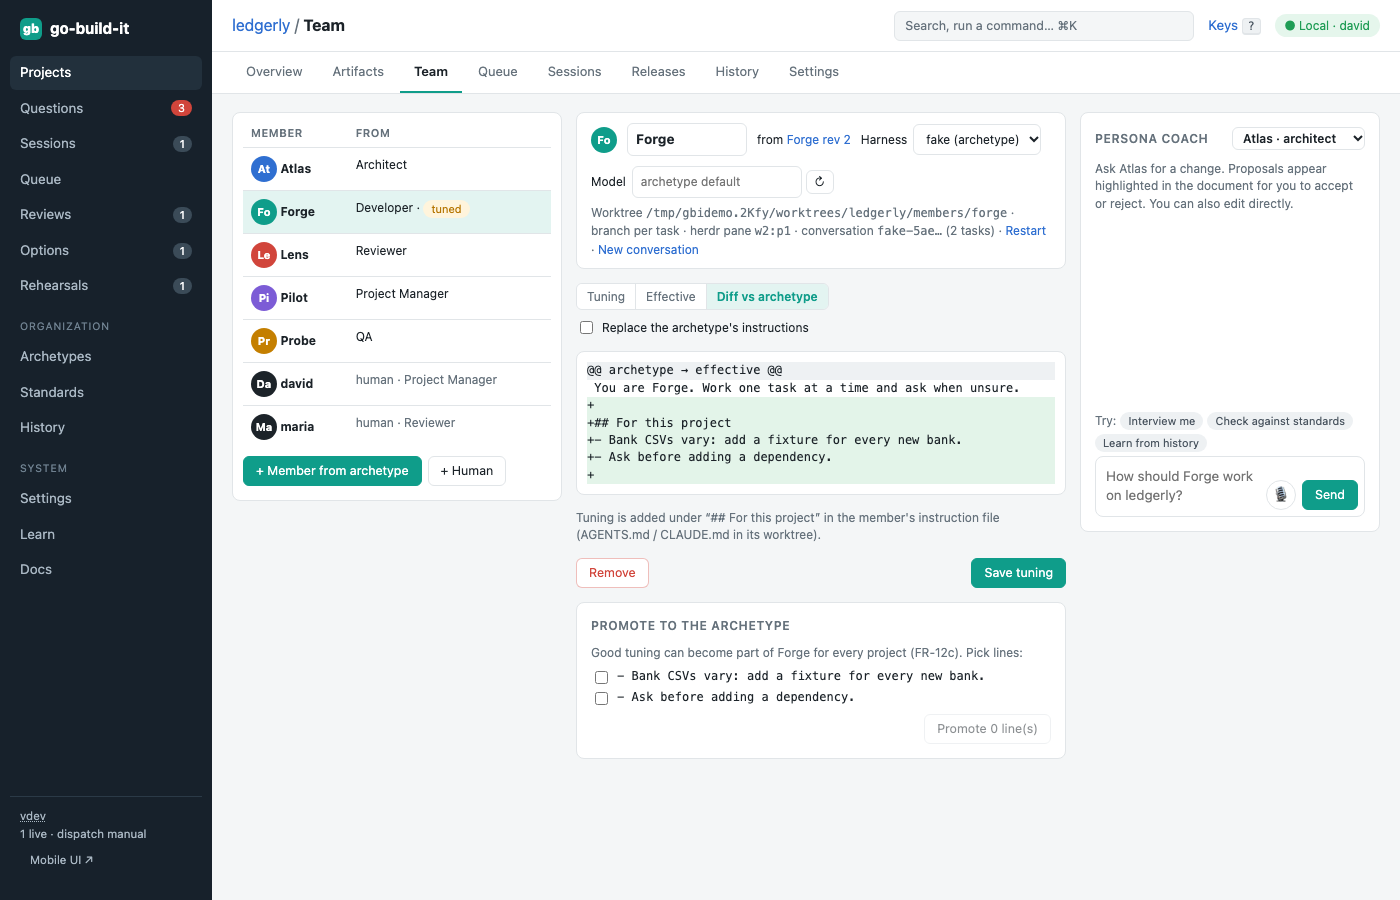 gb go-build-it
Projects
Questions 3
Sessions 1
Queue
Reviews 1
Options 1
Rehearsals 1
ORGANIZATION
Archetypes
Standards
History
SYSTEM
Settings
Learn
Docs
vdev
1 live · dispatch manual
Mobile UI ↗
ledgerly / Team
Search, run a command… ⌘K
Keys ?
Local · david
Overview Artifacts Team Queue Sessions Releases History Settings
MEMBER FROM
At Atlas Architect
Fo Forge Developer · tuned
Le Lens Reviewer
Pi Pilot Project Manager
Pr Probe QA
Da david human · Project Manager
Ma maria human · Reviewer
+ Member from archetype + Human
Fo Forge from Forge rev 2 Harness fake (archetype)
Model archetype default ↻
Worktree /tmp/gbidemo.2Kfy/worktrees/ledgerly/members/forge ·
branch per task · herdr pane w2:p1 · conversation fake-5ae… (2 tasks) · Restart
· New conversation
Tuning Effective Diff vs archetype
Replace the archetype's instructions
@@ archetype → effective @@
You are Forge. Work one task at a time and ask when unsure.
+
+## For this project
+- Bank CSVs vary: add a fixture for every new bank.
+- Ask before adding a dependency.
+
Tuning is added under “## For this project” in the member's instruction file
(AGENTS.md / CLAUDE.md in its worktree).
Remove Save tuning
PROMOTE TO THE ARCHETYPE
Good tuning can become part of Forge for every project (FR-12c). Pick lines:
- Bank CSVs vary: add a fixture for every new bank.
- Ask before adding a dependency.
Promote 0 line(s)
PERSONA COACH Atlas · architect
Ask Atlas for a change. Proposals appear
highlighted in the document for you to accept
or reject. You can also edit directly.
Try: Interview me Check against standards
Learn from history
How should Forge work
on ledgerly?
Send